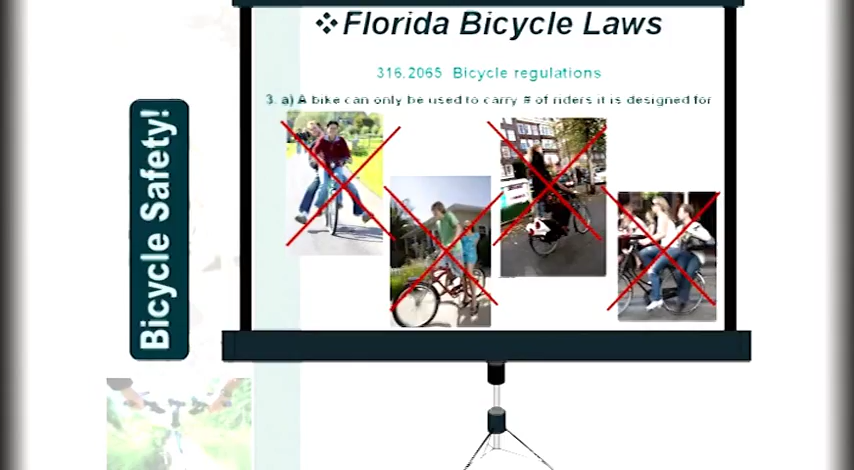 ❖Florida Bicycle Laws
316.2065 Bicycle regulations
3. a) A bike can only be used to carry # of riders it is designed for
Bicycle Safety!